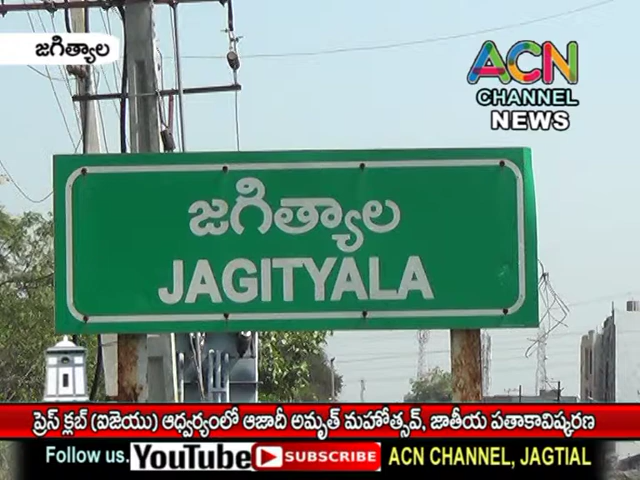 జగిత్యాల
ACN
CHANNEL
NEWS
జగిత్యాల
JAGITYALA
ప్రెస్ క్లబ్ (ఐజెయు) ఆధ్వర్యంలో ఆజాదీ అమృత్ మహోత్సవ్, జాతీయ పతాకావిష్కరణ
Follow us. YouTube SUBSCRIBE ACN CHANNEL, JAGTIAL